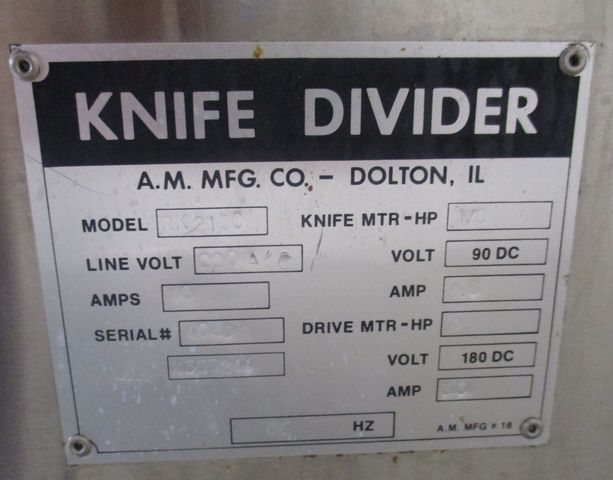 KNIFE DIVIDER
A.M. MFG. CO. – DOLTON, IL
MODEL KNIFE MTR-HP
LINE VOLT 220 A/C VOLT 90 DC
AMPS AMP
SERIAL# DRIVE MTR-HP
VOLT 180 DC
AMP
HZ A.M. MFG # 18